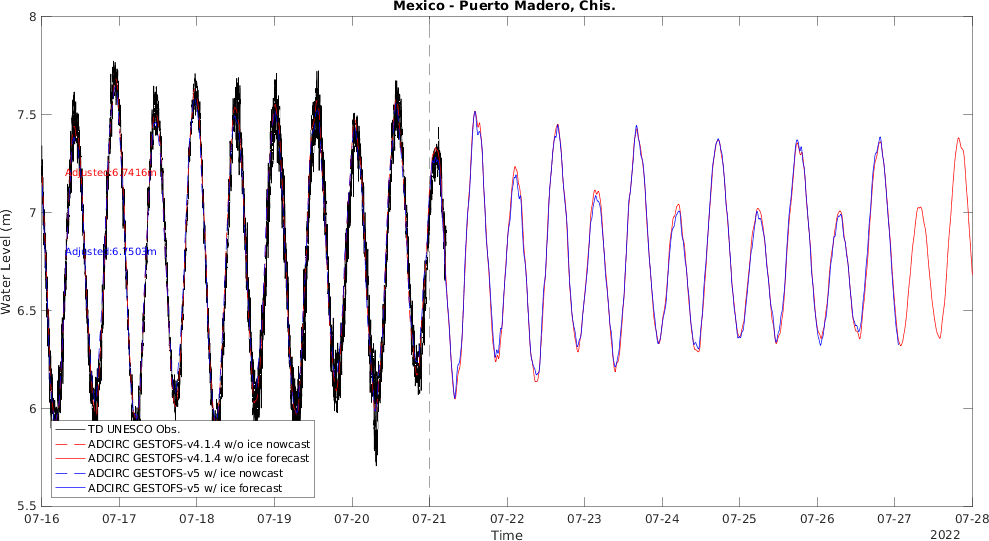 Mexico - Puerto Madero, Chis.
8
7.5
7
6.5
6
5.5
Water Level (m)
Adjusted:6.7416m
Adjusted:6.7503m
TD UNESCO Obs.
ADCIRC GESTOFS-v4.1.4 w/o ice nowcast
ADCIRC GESTOFS-v4.1.4 w/o ice forecast
ADCIRC GESTOFS-v5 w/ ice nowcast
ADCIRC GESTOFS-v5 w/ ice forecast
07-16 07-17 07-18 07-19 07-20 07-21 07-22 07-23 07-24 07-25 07-26 07-27 07-28
Time
2022